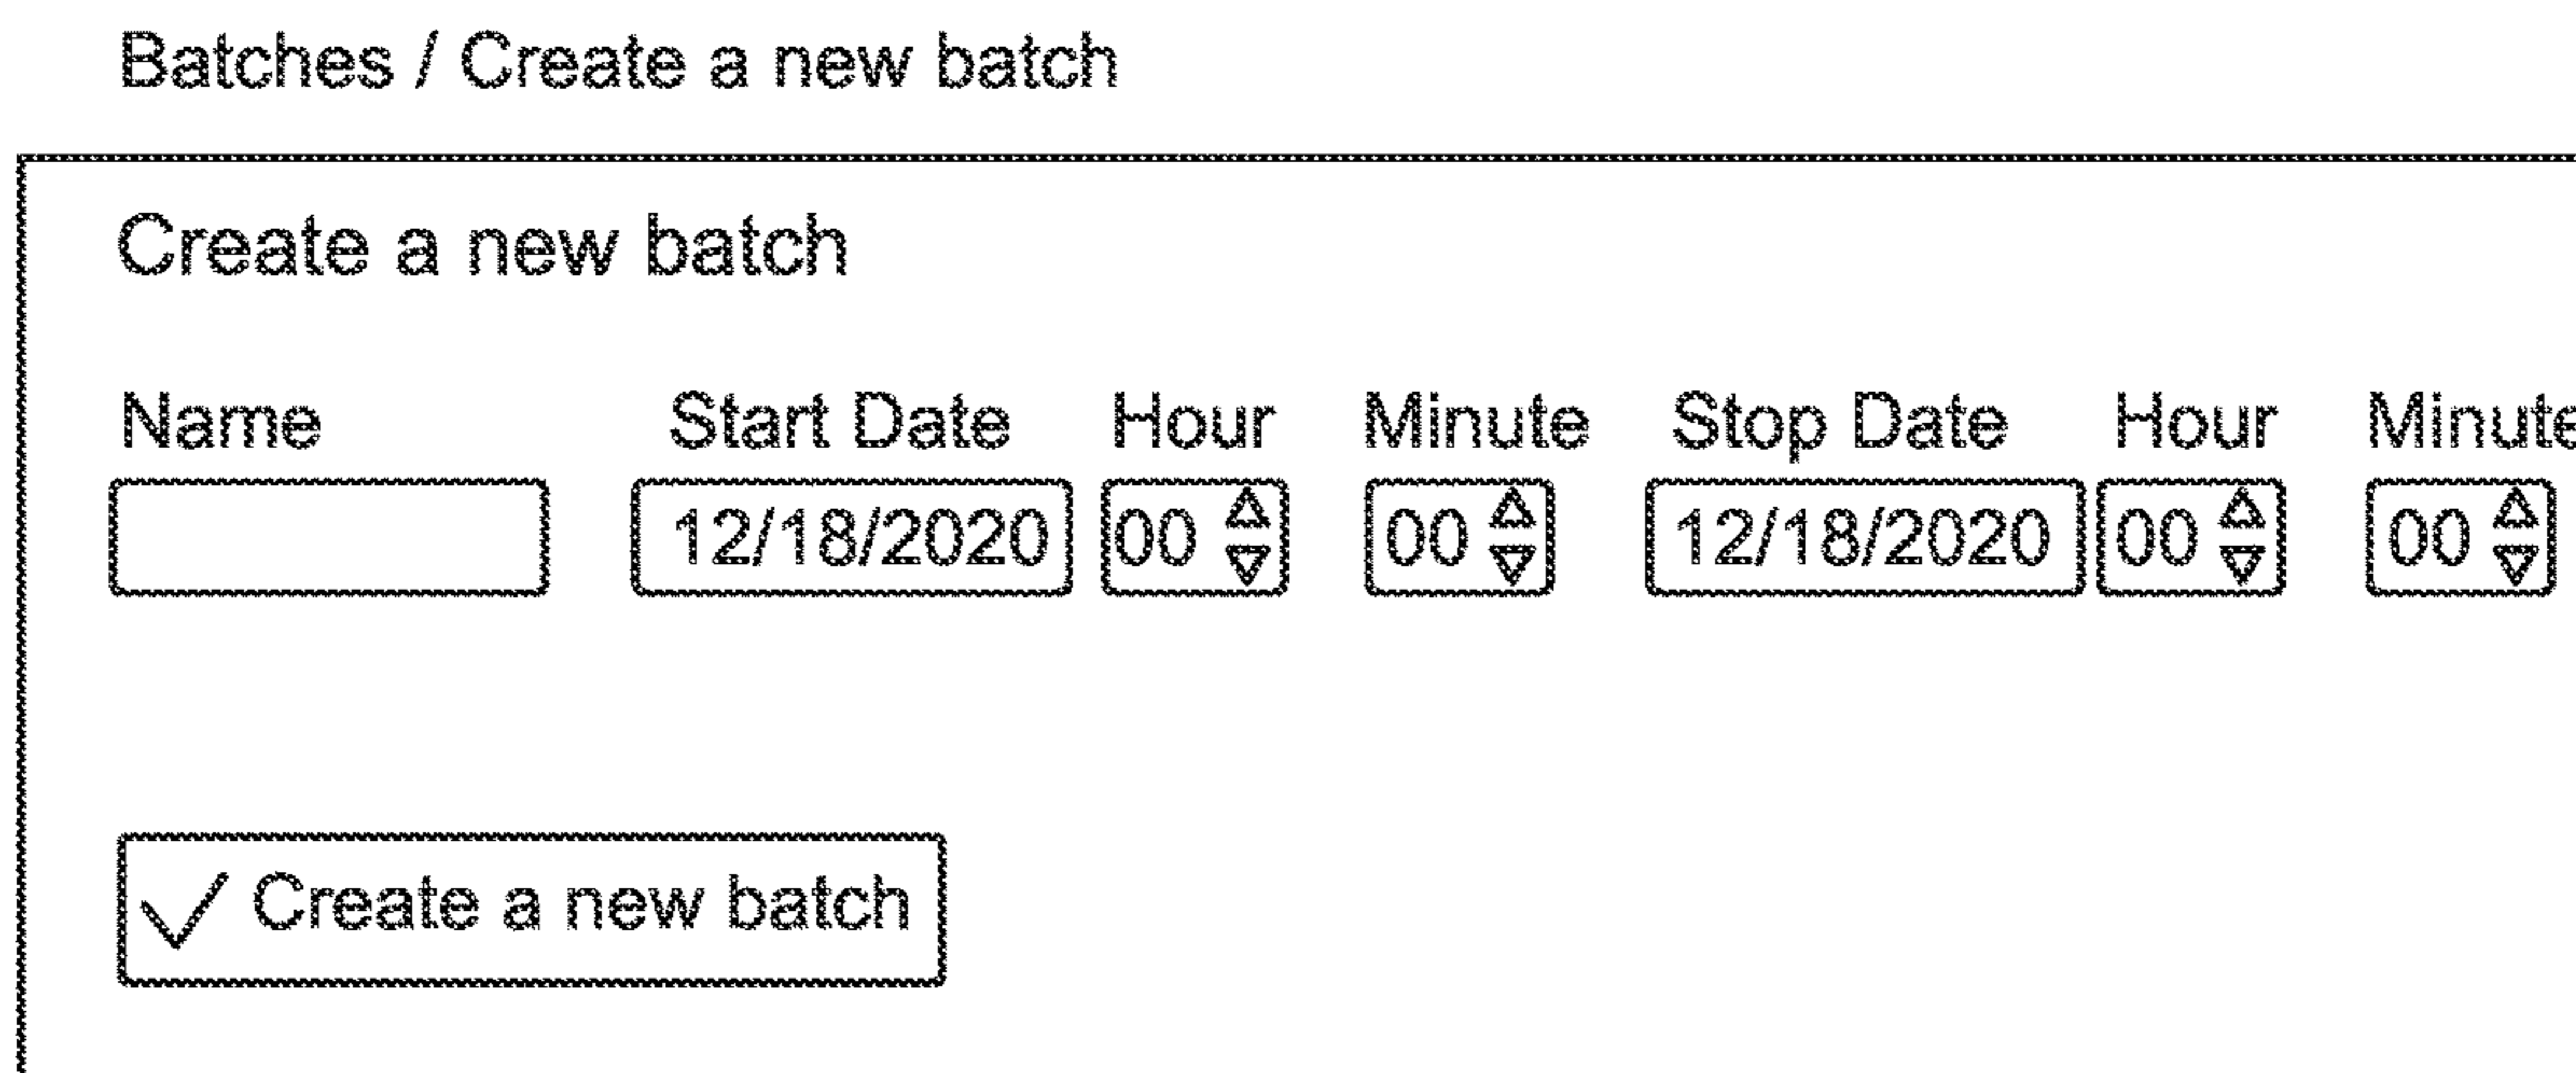 Batches / Create a new batch
Create a new batch
Name Start Date Hour Minute Stop Date Hour Minute
12/18/2020 00 00 12/18/2020 00 00
Create a new batch